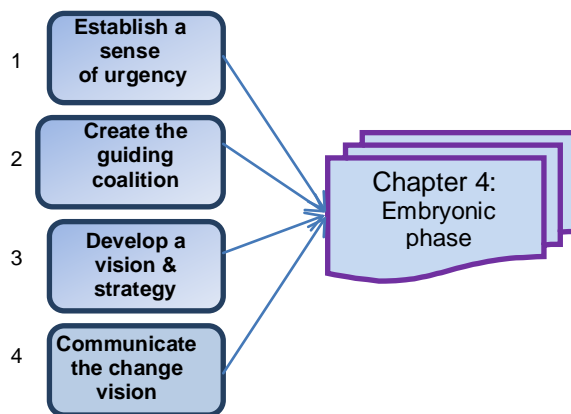 1
Establish a
sense
of urgency
2
Create the
guiding
coalition
3
Develop a
vision &
strategy
4
Communicate
the change
vision
Chapter 4:
Embryonic
phase